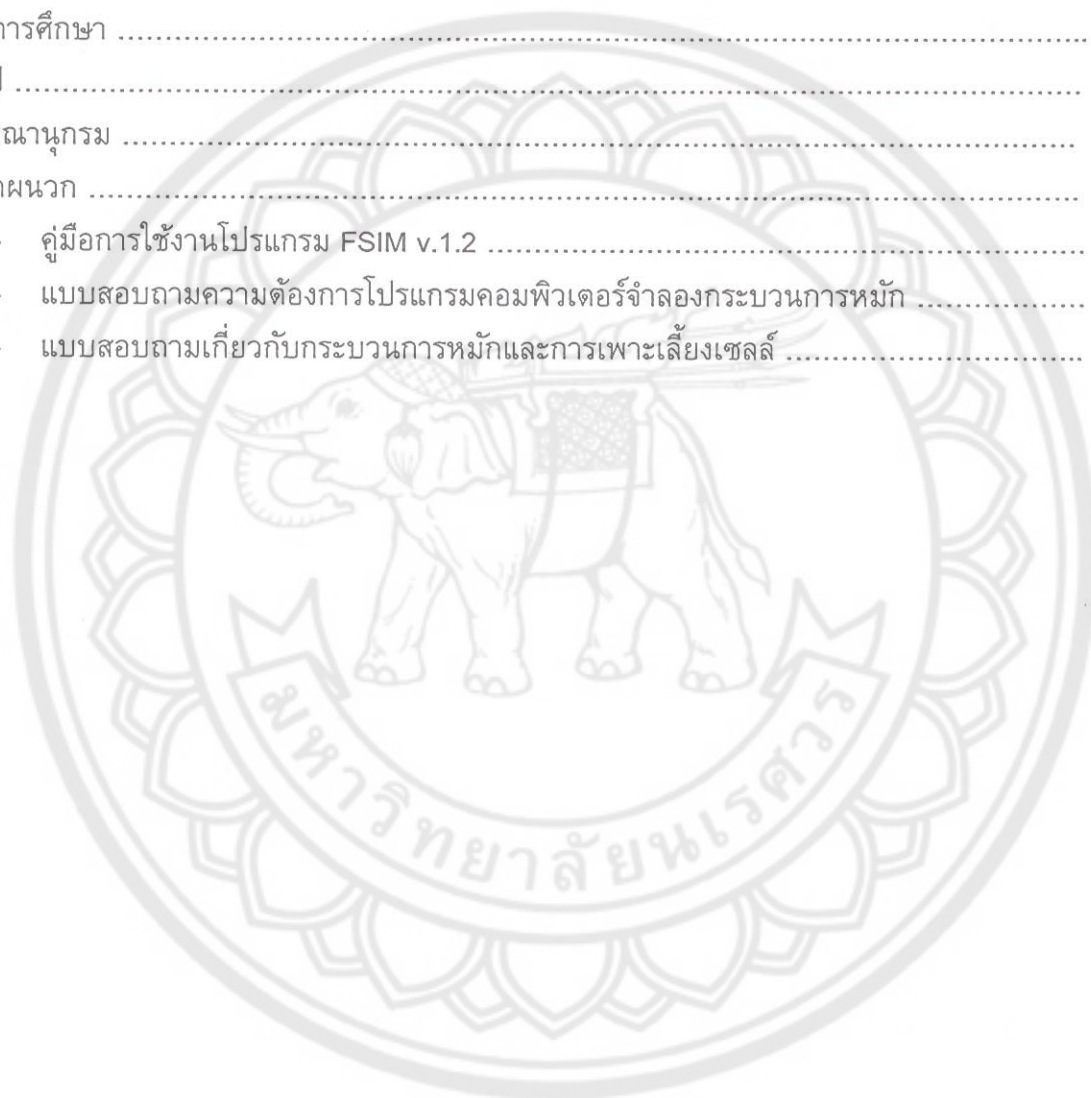 การศึกษา ........................................................................
........................................................................
ณานุกรม ........................................................................
ผนวก ........................................................................
คู่มือการใช้งานโปรแกรม FSIM v.1.2 ........................................................................
แบบสอบถามความต้องการโปรแกรมคอมพิวเตอร์จำลองกระบวนการหมัก ....................
แบบสอบถามเกี่ยวกับกระบวนการหมักและการเพาะเลี้ยงเซลล์ ....................................
มหาวิทยาลัยนเรศวร